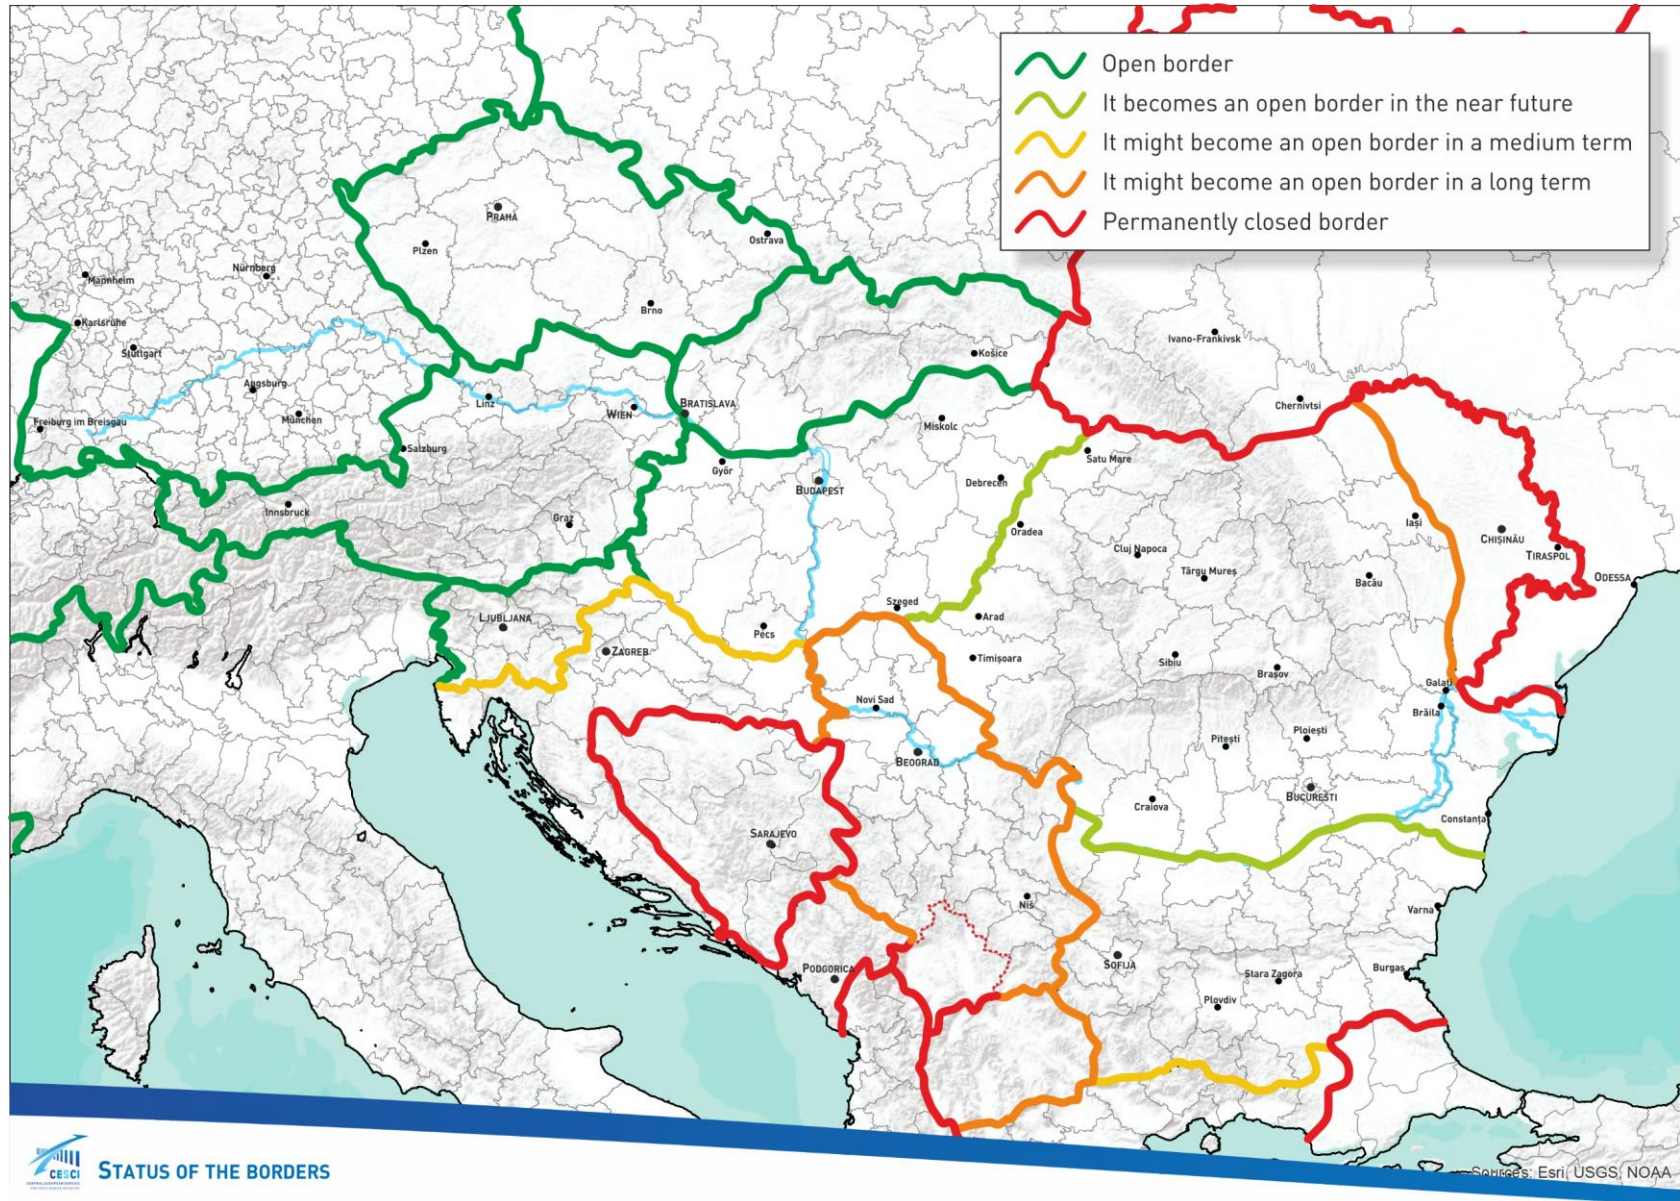 Open border
It becomes an open border in the near future
It might become an open border in a medium term
It might become an open border in a long term
Permanently closed border
PRAHA
Plzen
Ostrava
Nürnberg
Mannheim
Brno
Karlsruhe
Stuttgart
Ivano-Frankivsk
Košice
Augsburg
Linz
WIEN
BRATISLAVA
Chernivtsi
München
Freiburg im Breisgau
Miskolc
Salzburg
Satu Mare
Győr
Debrecen
BUDAPEST
Innsbruck
Graz
Oradea
Iași
CHIȘINĂU
Cluj Napoca
TIRASPOL
Târgu Mureș
Bacău
ODESSA
Szeged
LJUBLJANA
Arad
Pécs
ZAGREB
Timișoara
Sibiu
Brașov
Galați
Novi Sad
Brăila
Ploiești
Pitești
BEOGRAD
BUCUREȘTI
Craiova
Constanța
SARAJEVO
Niš
Varna
SOFIJA
PODGORICA
Stara Zagora
Burgas
Plovdiv
CESCI
STATUS OF THE BORDERS
Sources: Esri, USGS, NOAA